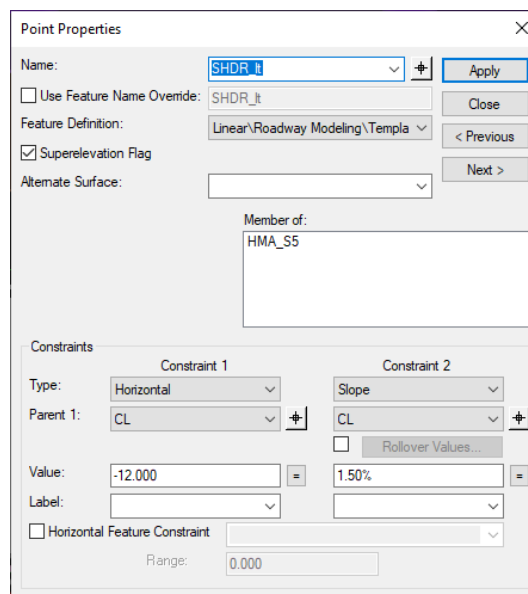 Point Properties
Name: SHDR_lt Apply
Use Feature Name Override: SHDR_lt Close
Feature Definition: Linear\Roadway Modeling\Templa < Previous
Superelevation Flag
Next >
Alternate Surface:
Member of:
HMA_S5
Constraints
Constraint 1 Constraint 2
Type: Horizontal Slope
Parent 1: CL CL
Rollover Values...
Value: -12.000 = 1.50% =
Label:
Horizontal Feature Constraint
Range: 0.000